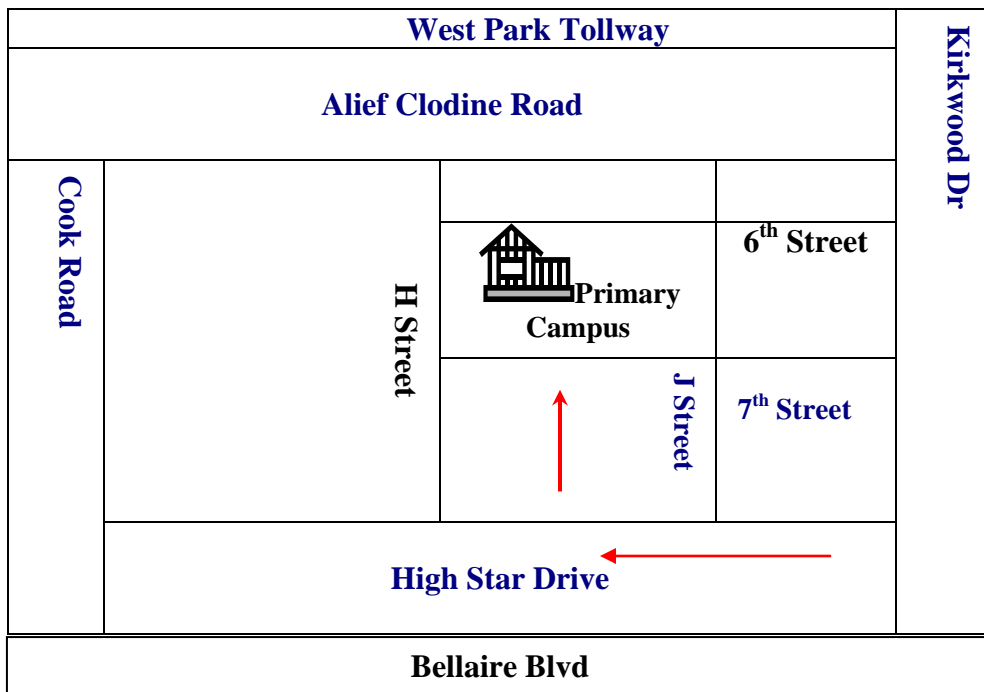 West Park Tollway
Kirkwood Dr
Alief Clodine Road
Cook Road
6th Street
H Street
Primary
Campus
J Street
7th Street
High Star Drive
Bellaire Blvd